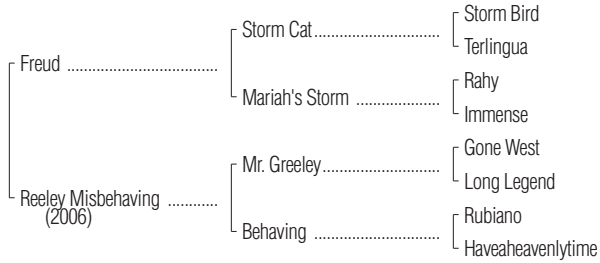 Storm Bird
Storm Cat..............................
Terlingua
Freud ....................................
Rahy
Mariah's Storm ....................
Immense
Gone West
Mr. Greeley............................
Long Legend
Reeley Misbehaving ............
(2006)
Rubiano
Behaving ..............................
Haveaheavenlytime